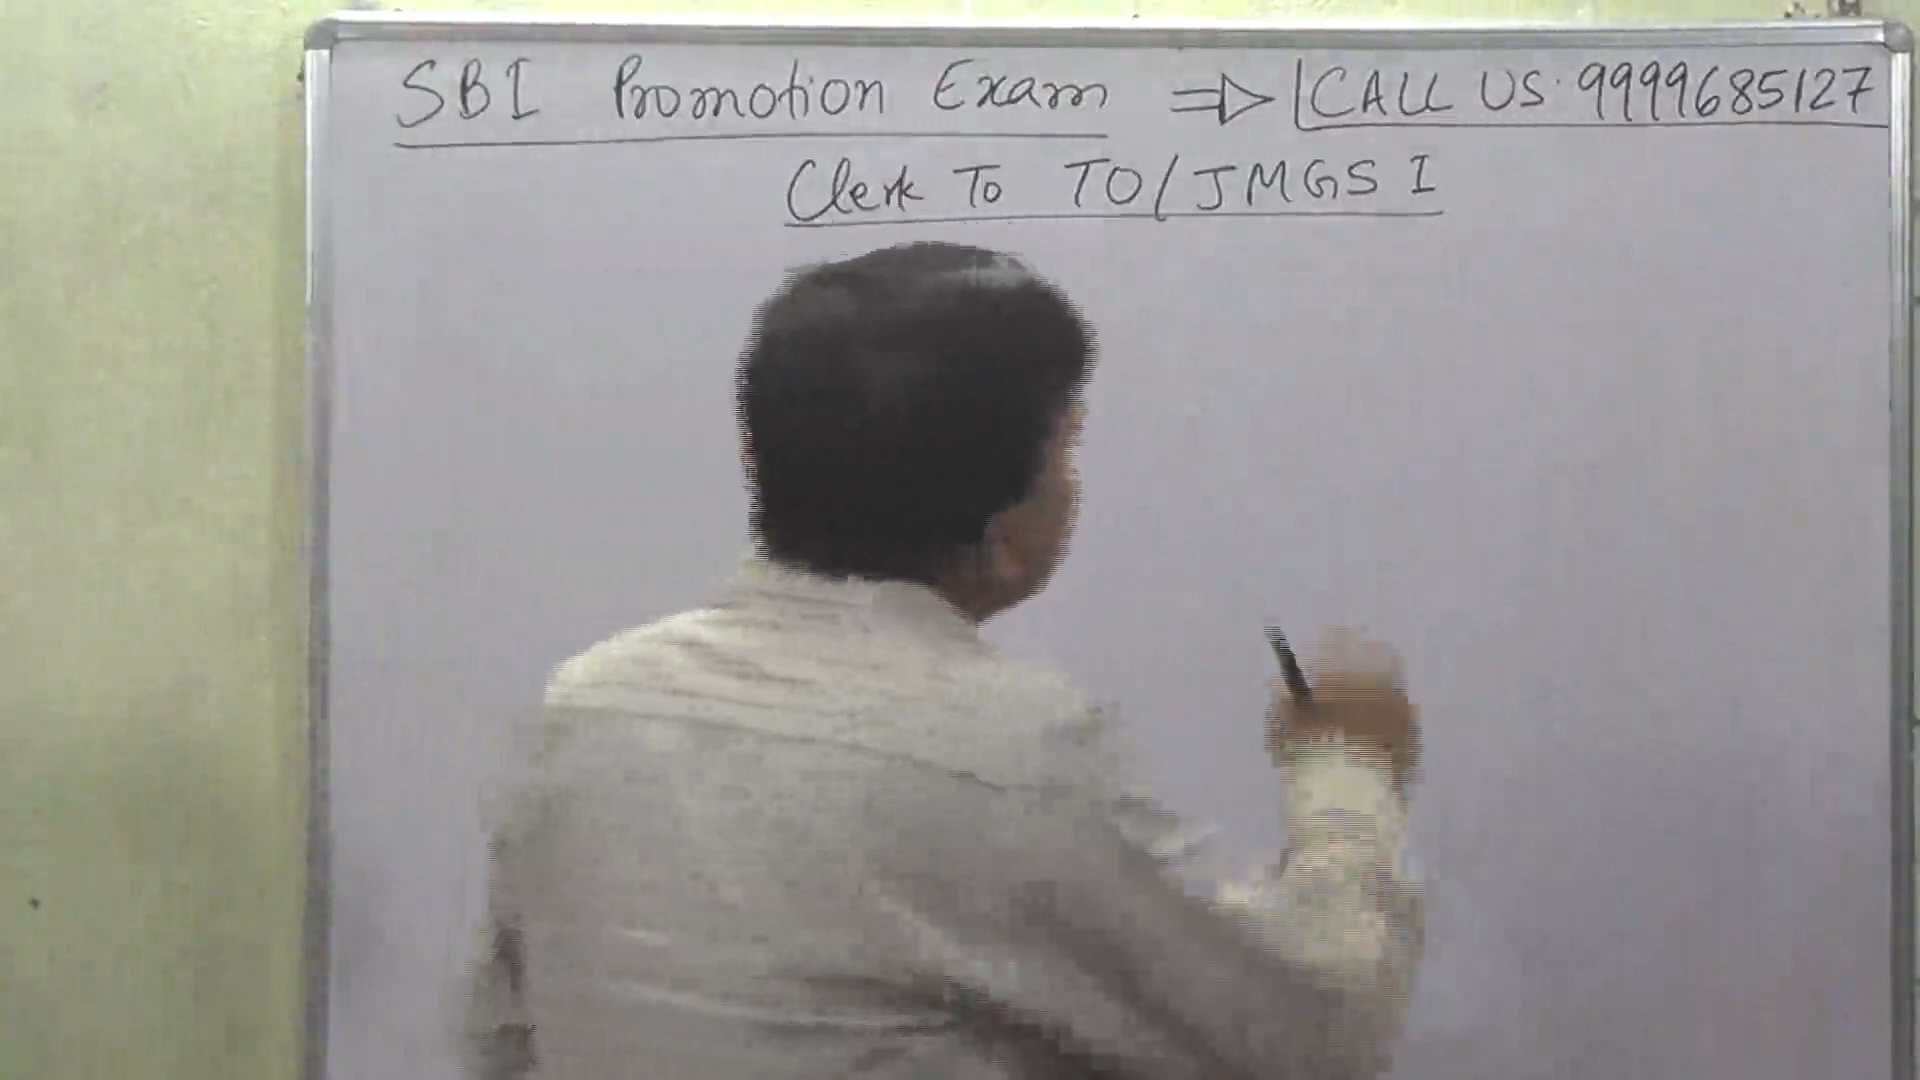 SBI Promotion Exam ⇒ CALL US. 9999685127
Clerk To TO/JMGS I